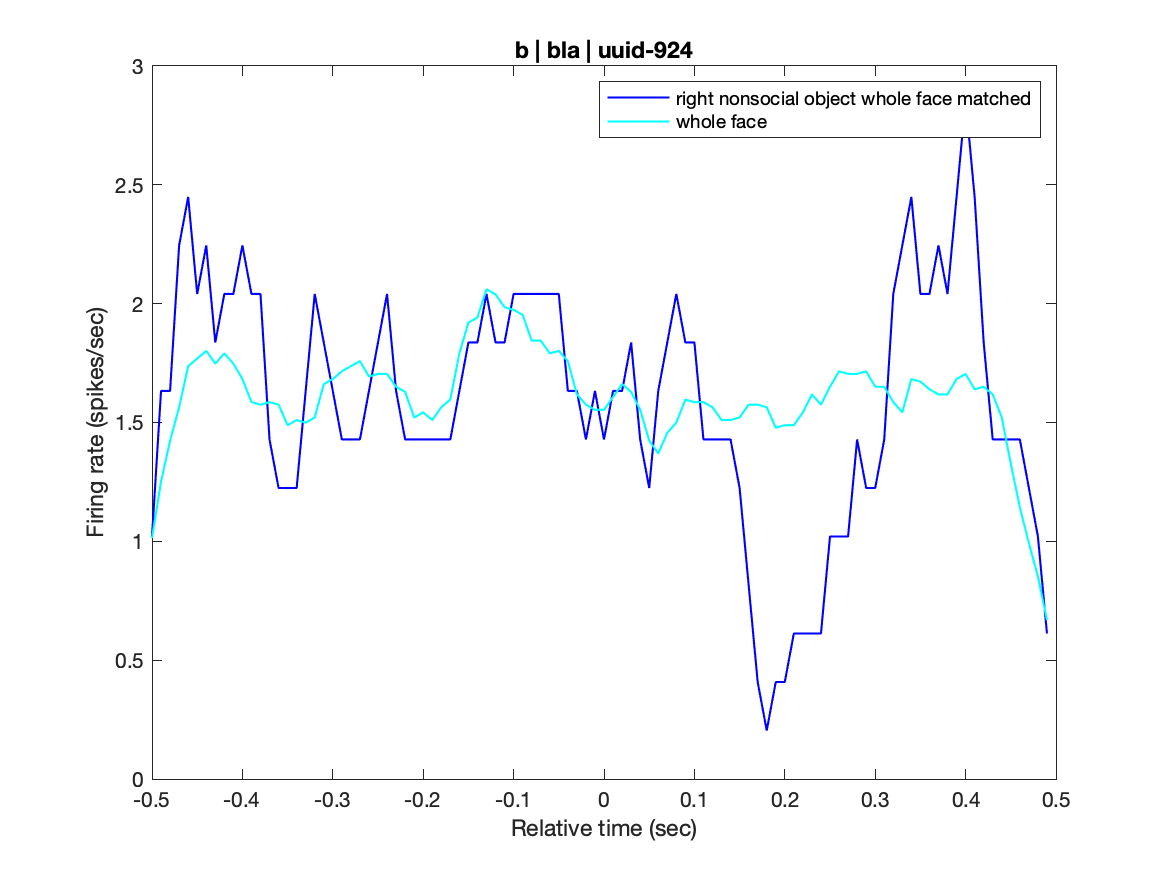 b | bla | uuid-924
right nonsocial object whole face matched
whole face
Firing rate (spikes/sec)
3
2.5
2
1.5
1
0.5
0
-0.5 -0.4 -0.3 -0.2 -0.1 0 0.1 0.2 0.3 0.4 0.5
Relative time (sec)